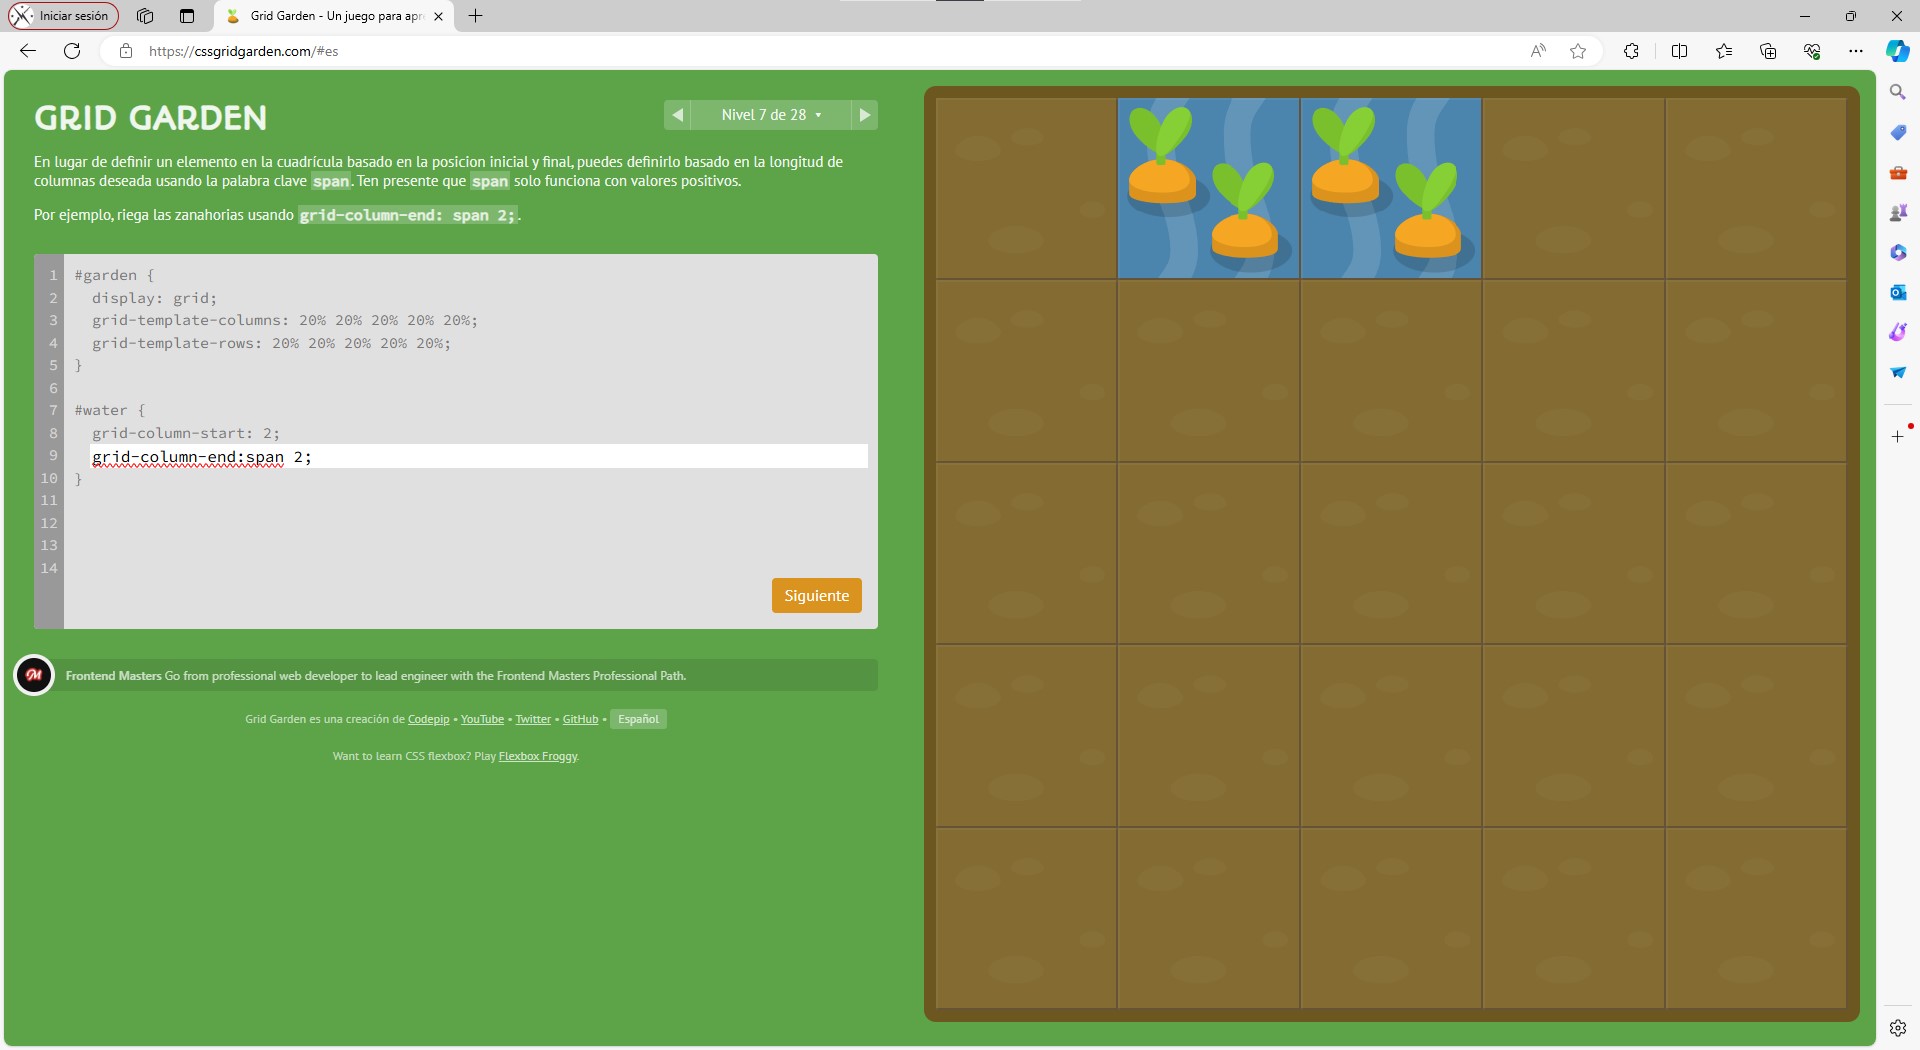 Iniciar sesión
Grid Garden - Un juego para apr
https://cssgridgarden.com/#es
GRID GARDEN
Nivel 7 de 28
En lugar de definir un elemento en la cuadrícula basado en la posicion inicial y final, puedes definirlo basado en la longitud de
columnas deseada usando la palabra clave span. Ten presente que span solo funciona con valores positivos.
Por ejemplo, riega las zanahorias usando grid-column-end: span 2;.
1 #garden {
2 display: grid;
3 grid-template-columns: 20% 20% 20% 20% 20%;
4 grid-template-rows: 20% 20% 20% 20% 20%;
5 }
6
7 #water {
8 grid-column-start: 2;
9 grid-column-end:span 2;
10 }
11
12
13
14
Siguiente
Frontend Masters Go from professional web developer to lead engineer with the Frontend Masters Professional Path.
Grid Garden es una creación de Codepip • YouTube • Twitter • GitHub • Español
Want to learn CSS flexbox? Play Flexbox Froggy.